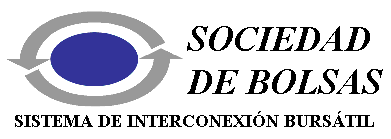 SOCIEDAD
DE BOLSAS
SISTEMA DE INTERCONEXIÓN BURSÁTIL